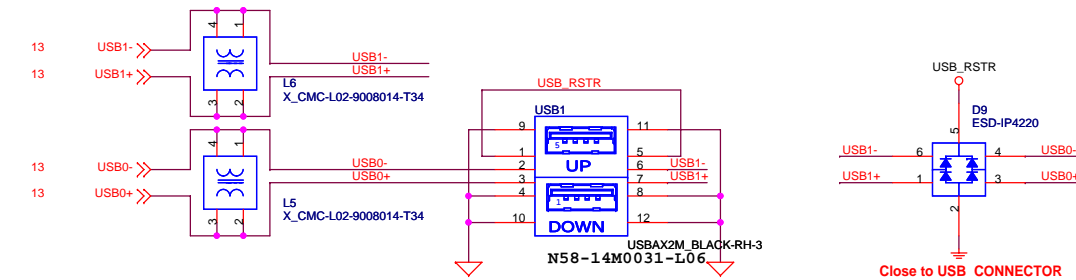 4
1
13
USB1-
USB1-
13
USB1+
USB1+
L6
X_CMC-L02-9008014-T34
3
2
4
1
13
USB0-
USB0-
13
USB0+
USB0+
L5
X_CMC-L02-9008014-T34
3
2
USB_RSTR
USB1
9
11
5
UP
1
5
2
6
USB1-
3
7
USB1+
4
8
1
10
DOWN
12
USBAX2M_BLACK-RH-3
N58-14M0031-L06
USB_RSTR
D9
ESD-IP4220
5
USB1-
6
4
USB0-
USB1+
1
3
USB0+
2
Close to USB CONNECTOR